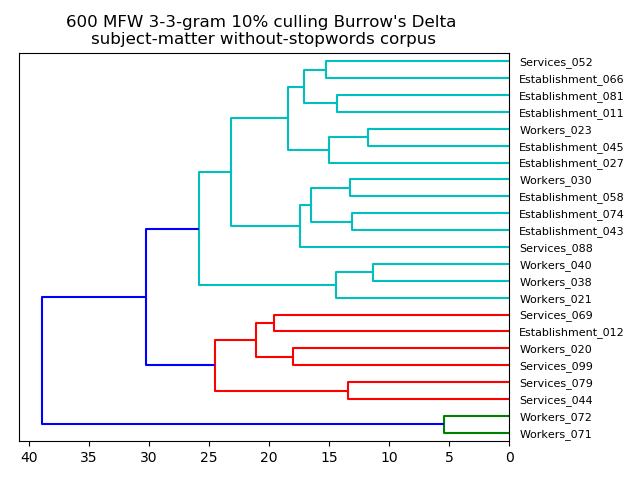 600 MFW 3-3-gram 10% culling Burrow's Delta
subject-matter without-stopwords corpus
Services_052
Establishment_066
Establishment_081
Establishment_011
Workers_023
Establishment_045
Establishment_027
Workers_030
Establishment_058
Establishment_074
Establishment_043
Services_088
Workers_040
Workers_038
Workers_021
Services_069
Establishment_012
Workers_020
Services_099
Services_079
Services_044
Workers_072
Workers_071
40 35 30 25 20 15 10 5 0